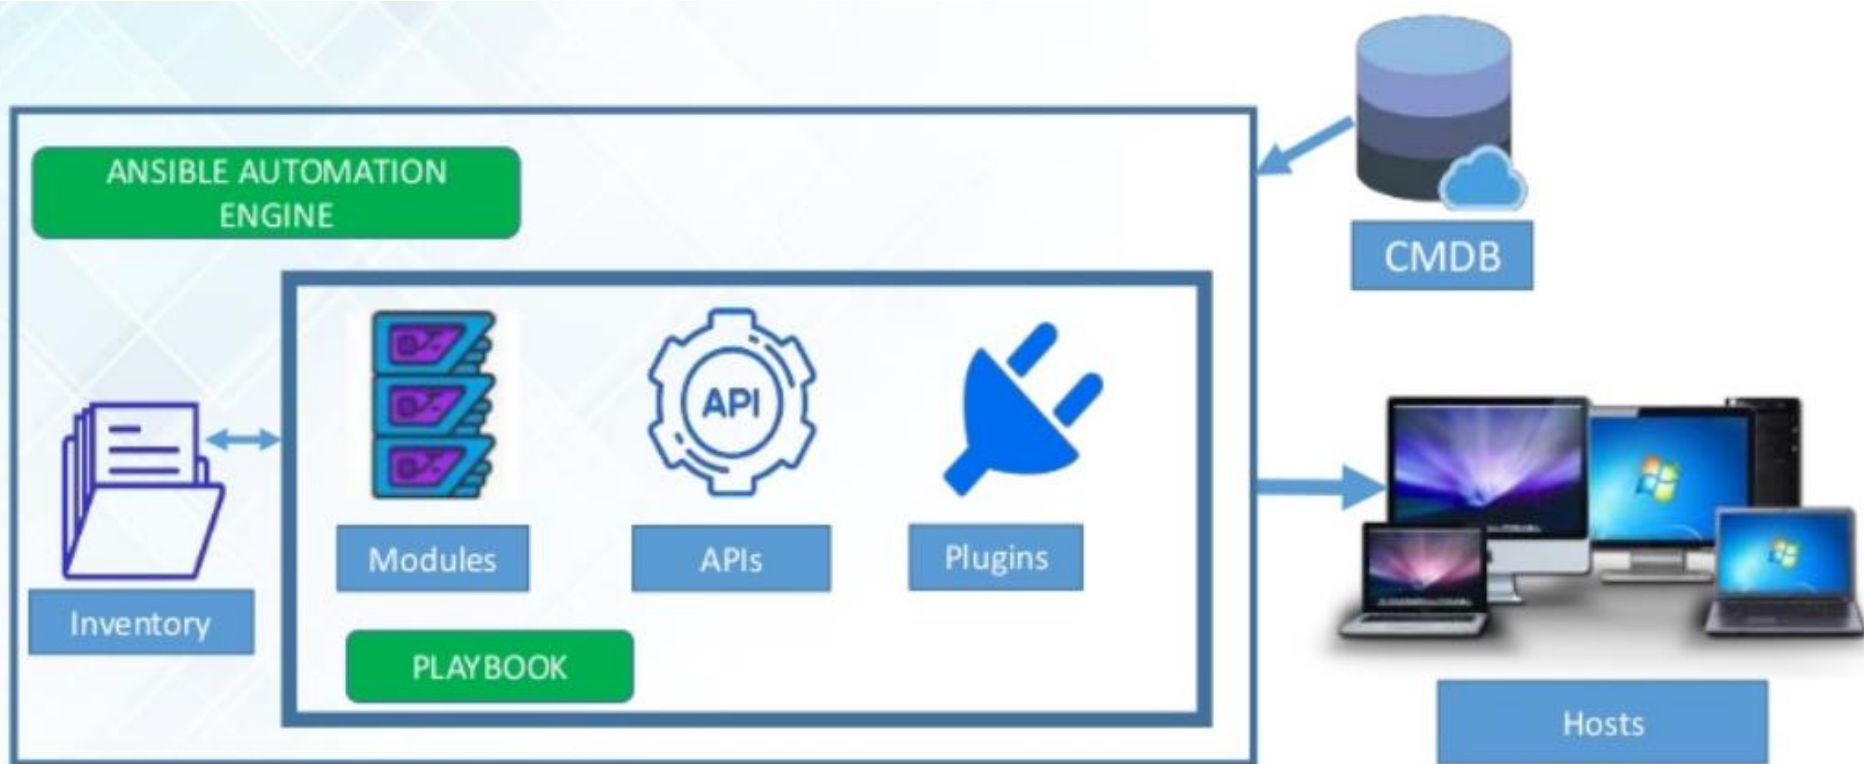 ANSIBLE AUTOMATION
ENGINE
CMDB
API
Modules
APIs
Plugins
Inventory
PLAYBOOK
Hosts